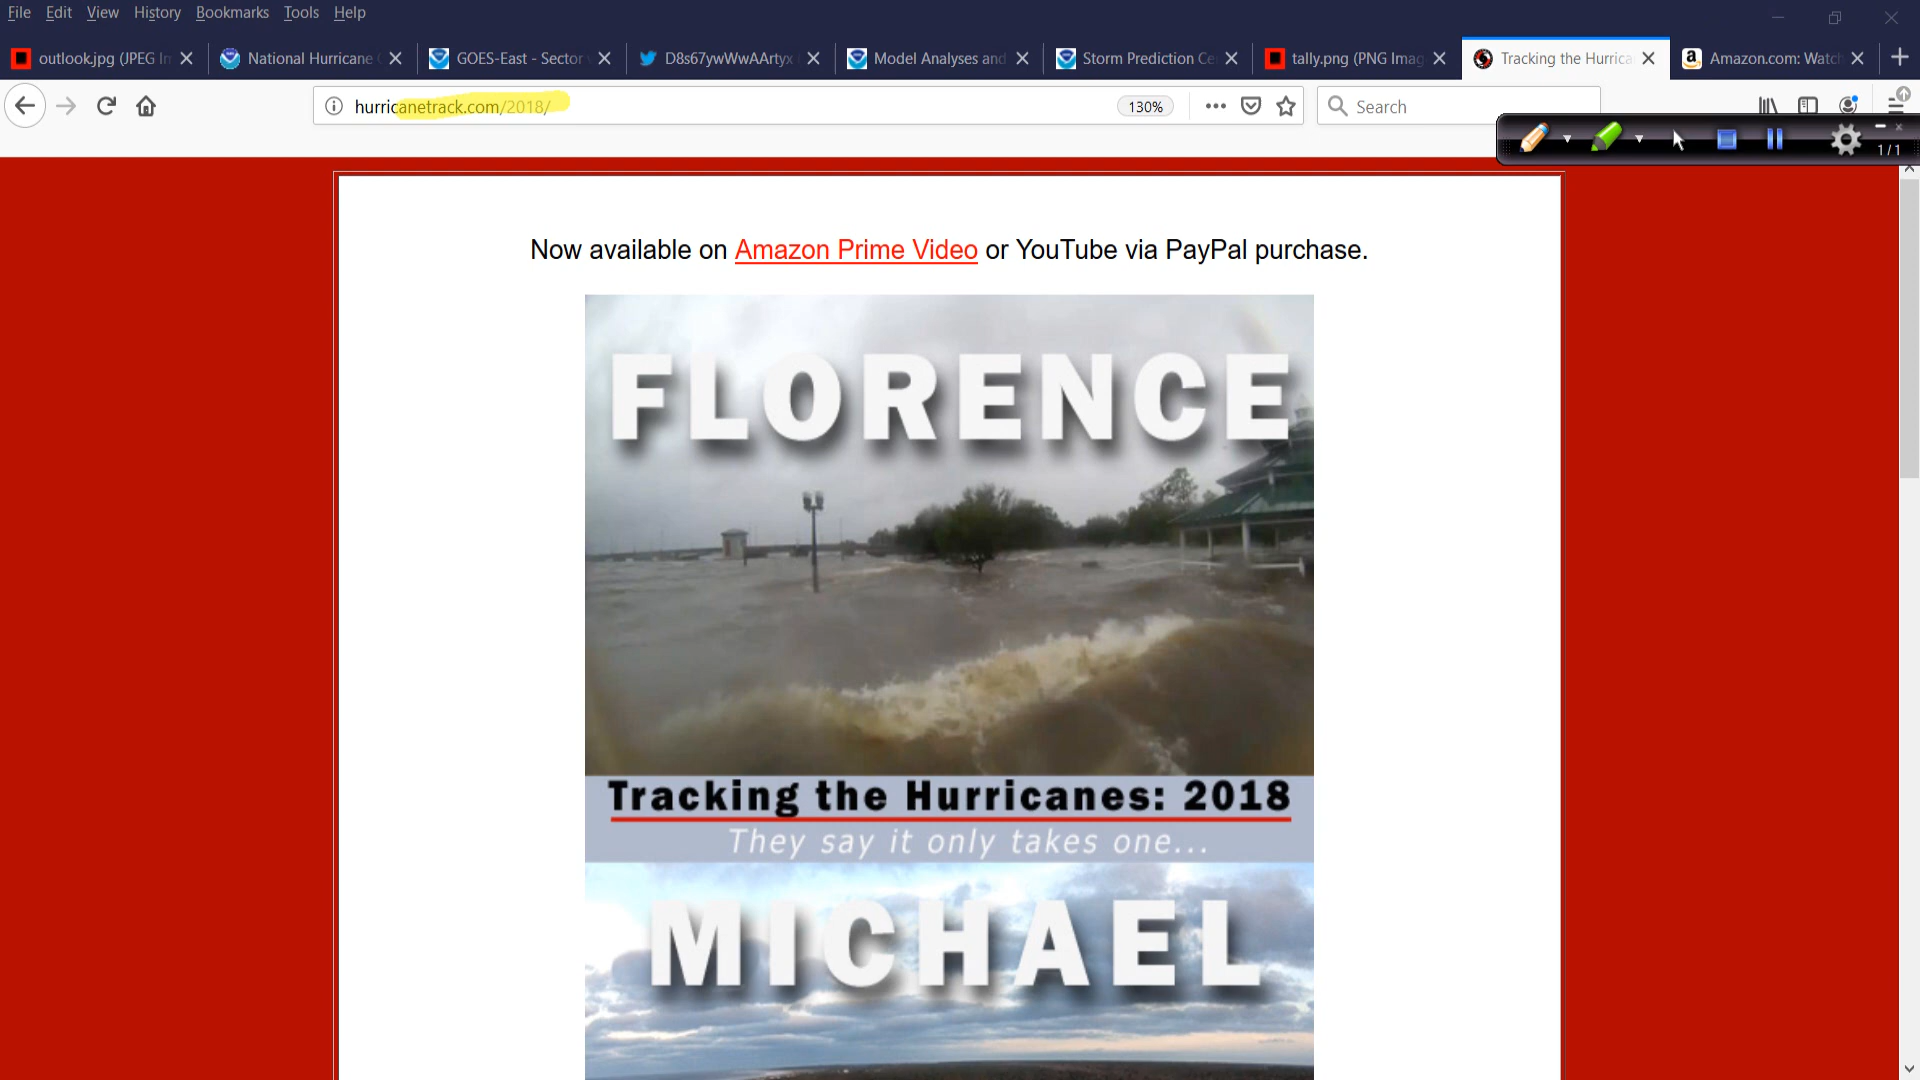 File Edit View History Bookmarks Tools Help
outlook.jpg (JPEG Im
National Hurricane
GOES-East - Sector
D8s67ywWwAArtyx
Model Analyses and
Storm Prediction Ce
tally.png (PNG Imag
Tracking the Hurrica
Amazon.com: Watch
hurricanetrack.com/2018/
130%
Search
1/1
Now available on Amazon Prime Video or YouTube via PayPal purchase.
FLORENCE
Tracking the Hurricanes: 2018
They say it only takes one...
MICHAEL